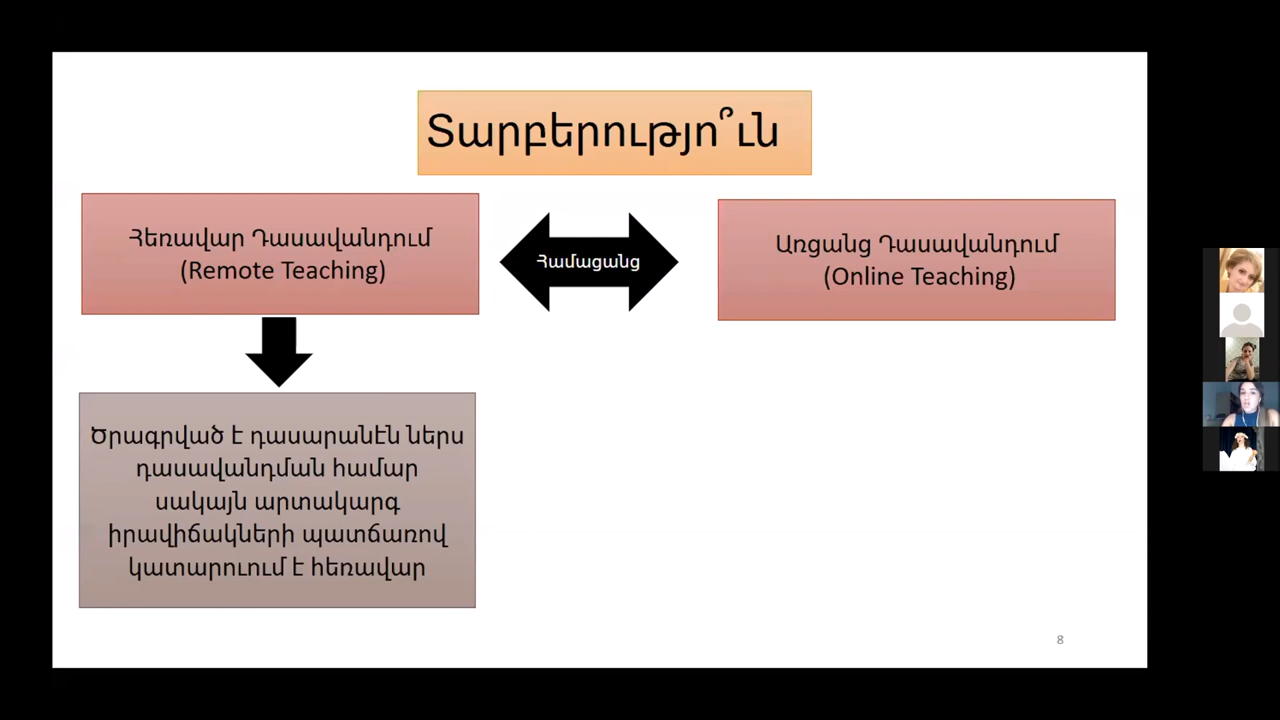 Տարբերությո՞ւն
Հեռավար Դասավանդում
(Remote Teaching)
Համացանց
Առցանց Դասավանդում
(Online Teaching)
Ծրագրված է դասարանէն ներս
դասավանդման համար
սակայն արտակարգ
իրավիճակների պատճառով
կատարուում է հեռավար
8